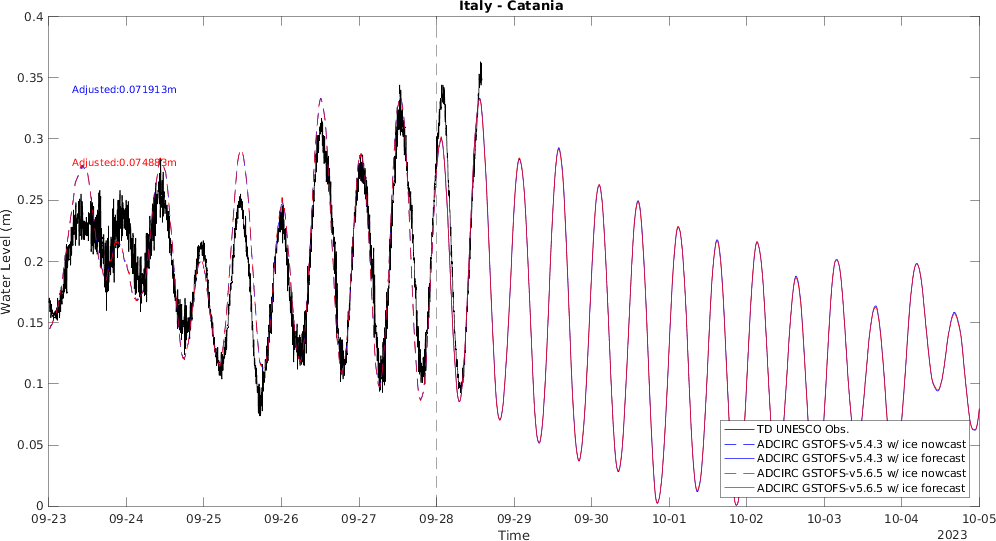 Italy - Catania
0.4
0.35
0.3
0.25
0.2
0.15
0.1
0.05
0
Water Level (m)
Adjusted:0.071913m
Adjusted:0.074883m
TD UNESCO Obs.
ADCIRC GSTOFS-v5.4.3 w/ ice nowcast
ADCIRC GSTOFS-v5.4.3 w/ ice forecast
ADCIRC GSTOFS-v5.6.5 w/ ice nowcast
ADCIRC GSTOFS-v5.6.5 w/ ice forecast
09-23 09-24 09-25 09-26 09-27 09-28 09-29 09-30 10-01 10-02 10-03 10-04 10-05
Time
2023